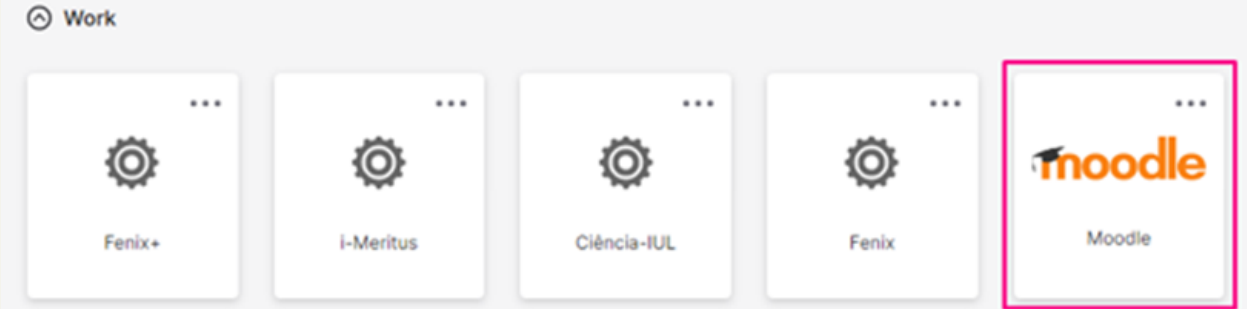 Work
moodle
Fenix+
i-Meritus
Ciência-IUL
Fenix
Moodle